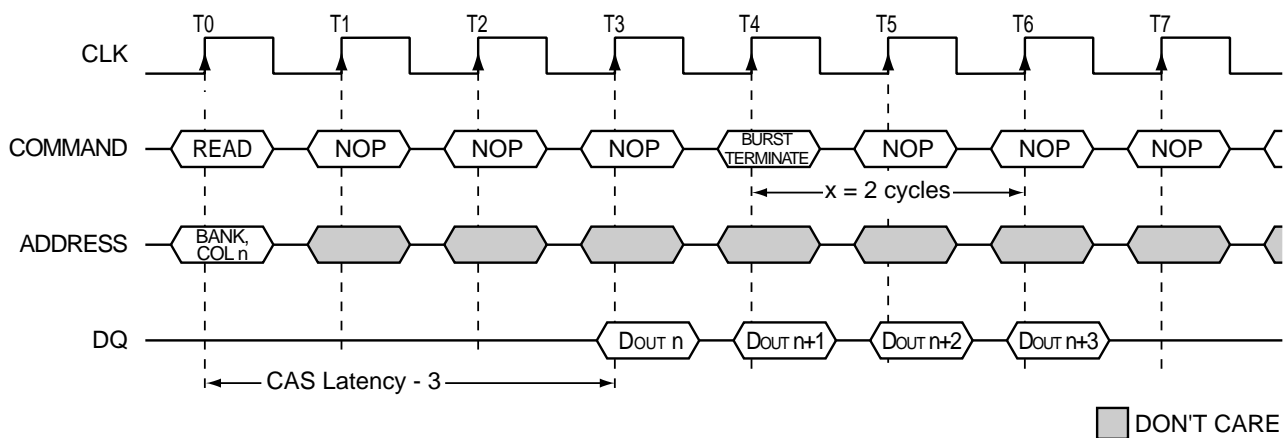 T0 T1 T2 T3 T4 T5 T6 T7
CLK
COMMAND READ NOP NOP NOP BURST TERMINATE NOP NOP NOP
x = 2 cycles
ADDRESS BANK, COL n
DQ DOUT n DOUT n+1 DOUT n+2 DOUT n+3
CAS Latency - 3
DON'T CARE